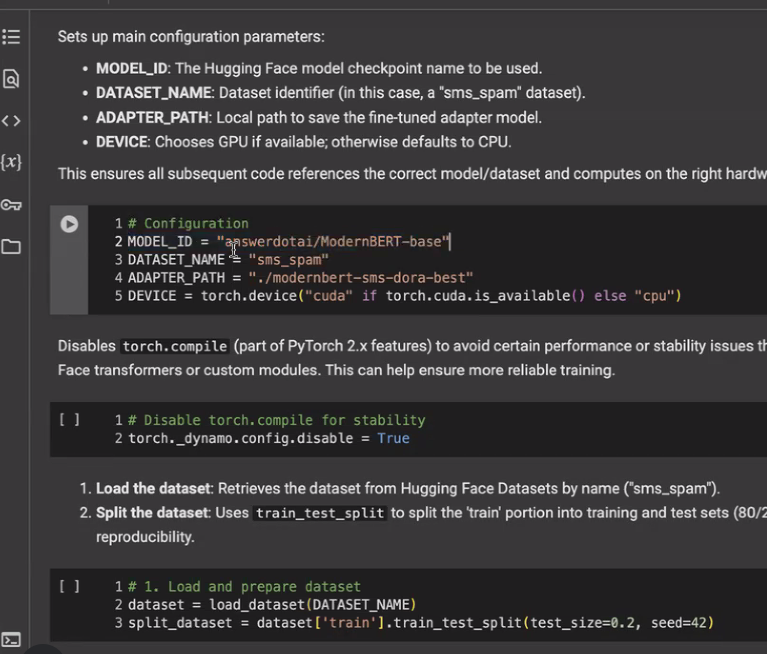 Sets up main configuration parameters:
• MODEL_ID: The Hugging Face model checkpoint name to be used.
• DATASET_NAME: Dataset identifier (in this case, a "sms_spam" dataset).
• ADAPTER_PATH: Local path to save the fine-tuned adapter model.
• DEVICE: Chooses GPU if available; otherwise defaults to CPU.
This ensures all subsequent code references the correct model/dataset and computes on the right hardw
1 # Configuration
2 MODEL_ID = "answerdotai/ModernBERT-base"
3 DATASET_NAME = "sms_spam"
4 ADAPTER_PATH = "./modernbert-sms-dora-best"
5 DEVICE = torch.device("cuda" if torch.cuda.is_available() else "cpu")
Disables torch.compile (part of PyTorch 2.x features) to avoid certain performance or stability issues th
Face transformers or custom modules. This can help ensure more reliable training.
[ ] 1 # Disable torch.compile for stability
2 torch._dynamo.config.disable = True
1. Load the dataset: Retrieves the dataset from Hugging Face Datasets by name ("sms_spam").
2. Split the dataset: Uses train_test_split to split the 'train' portion into training and test sets (80/2
reproducibility.
[ ] 1 # 1. Load and prepare dataset
2 dataset = load_dataset(DATASET_NAME)
3 split_dataset = dataset['train'].train_test_split(test_size=0.2, seed=42)